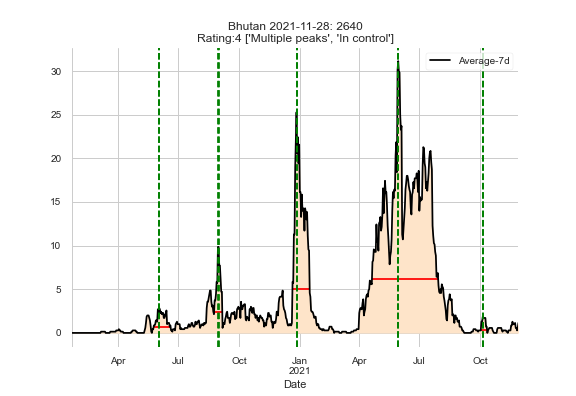 Bhutan 2021-11-28: 2640
Rating:4 ['Multiple peaks', 'In control']
Average-7d
30
25
20
15
10
5
0
Apr Jul Oct Jan Apr Jul Oct
2021
Date